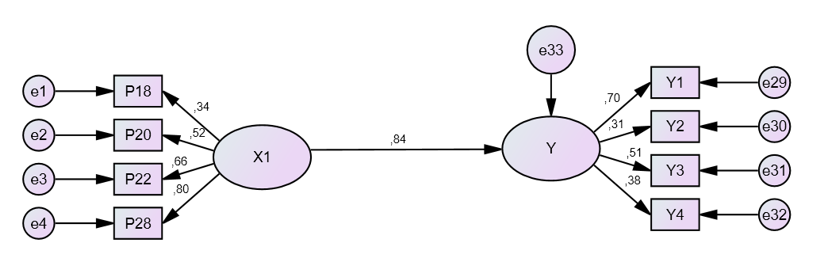 e33
e1 P18 ,34
e2 P20 ,52
e3 P22 ,66
e4 P28 ,80
X1 ,84 Y
,70 Y1 e29
,31 Y2 e30
,51 Y3 e31
,38 Y4 e32